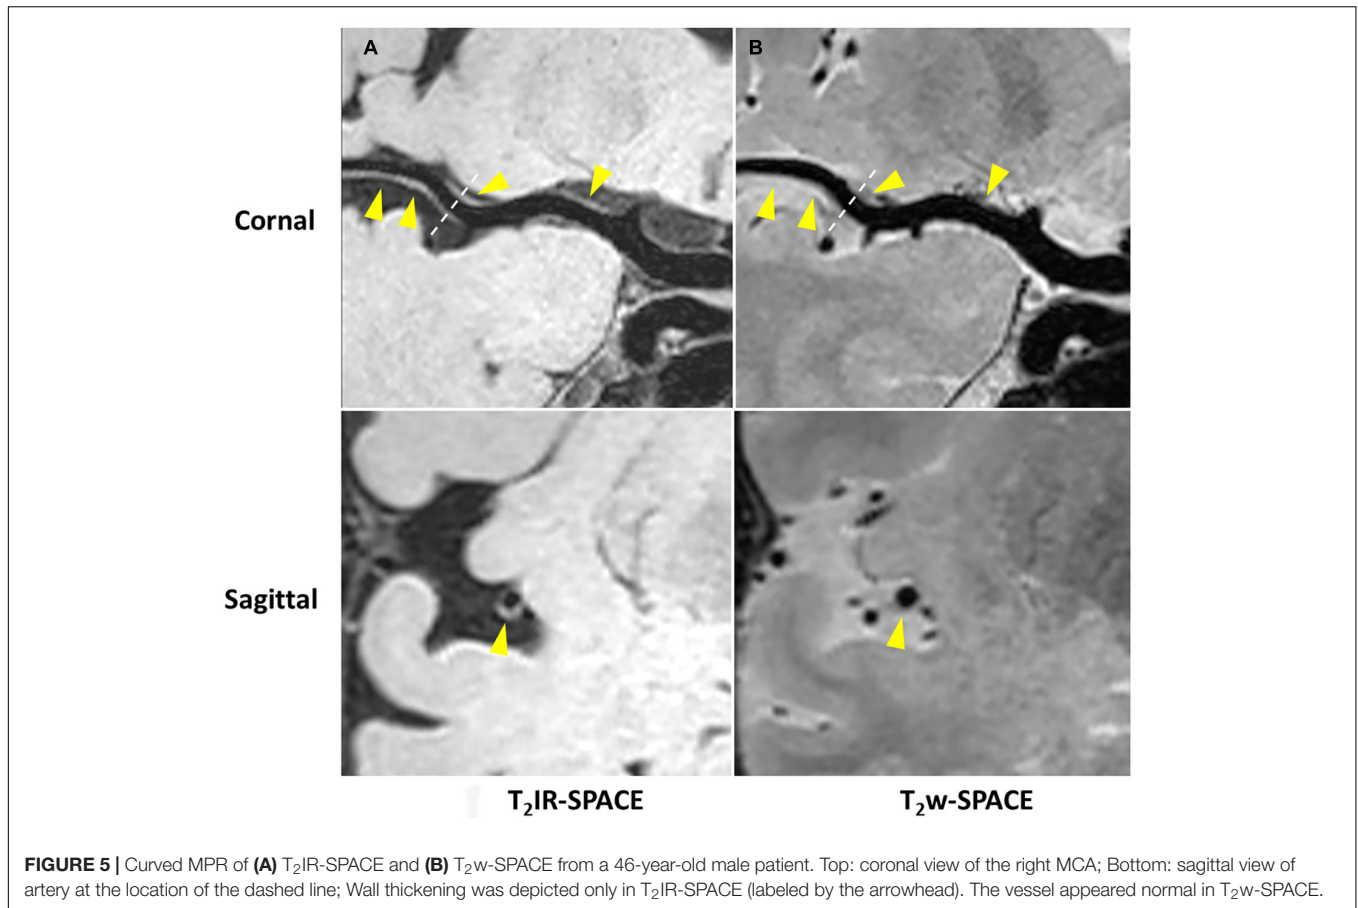 A
B
Cornal
Sagittal
T₂IR-SPACE
T₂w-SPACE
FIGURE 5 | Curved MPR of (A) T₂IR-SPACE and (B) T₂w-SPACE from a 46-year-old male patient. Top: coronal view of the right MCA; Bottom: sagittal view of
artery at the location of the dashed line; Wall thickening was depicted only in T₂IR-SPACE (labeled by the arrowhead). The vessel appeared normal in T₂w-SPACE.